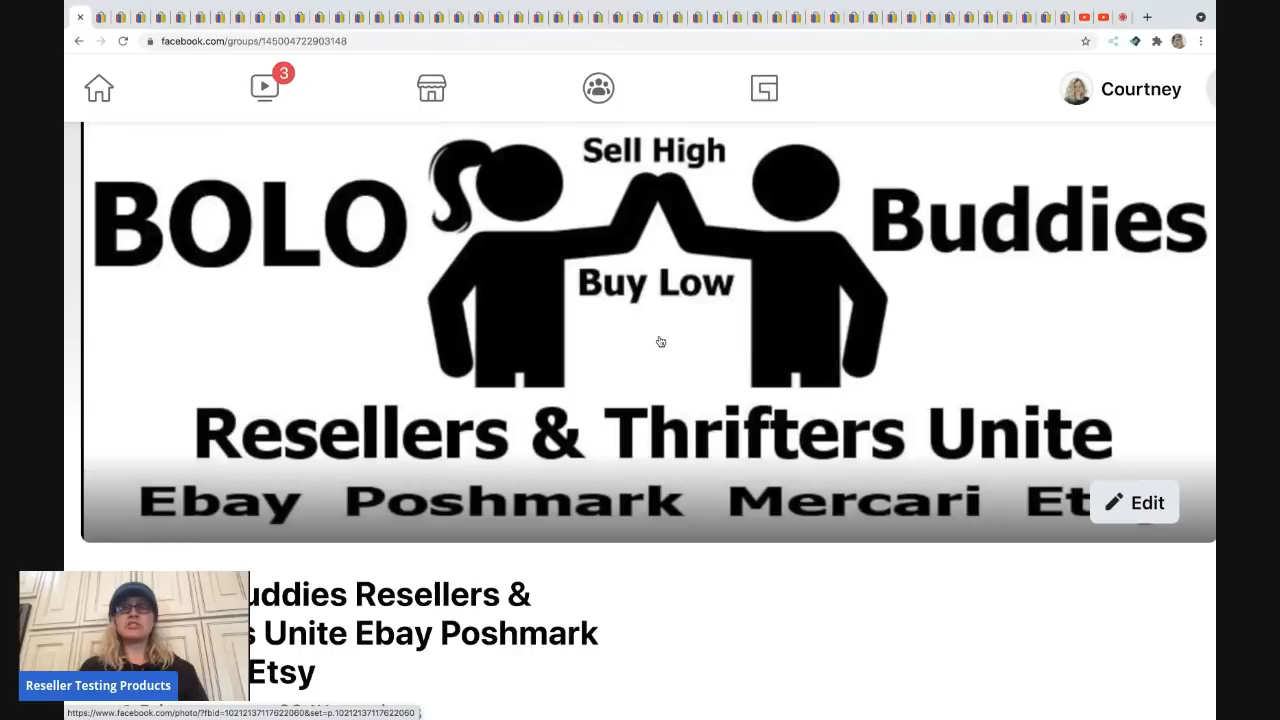 facebook.com/groups/145004722903148
3
Courtney
Sell High
BOLO
Buddies
Buy Low
Resellers & Thrifters Unite
Ebay Poshmark Mercari
Edit
uddies Resellers &
s Unite Ebay Poshmark
Etsy
Reseller Testing Products
https://www.facebook.com/photo/?fbid=10212137117622060&set=p.10212137117622060